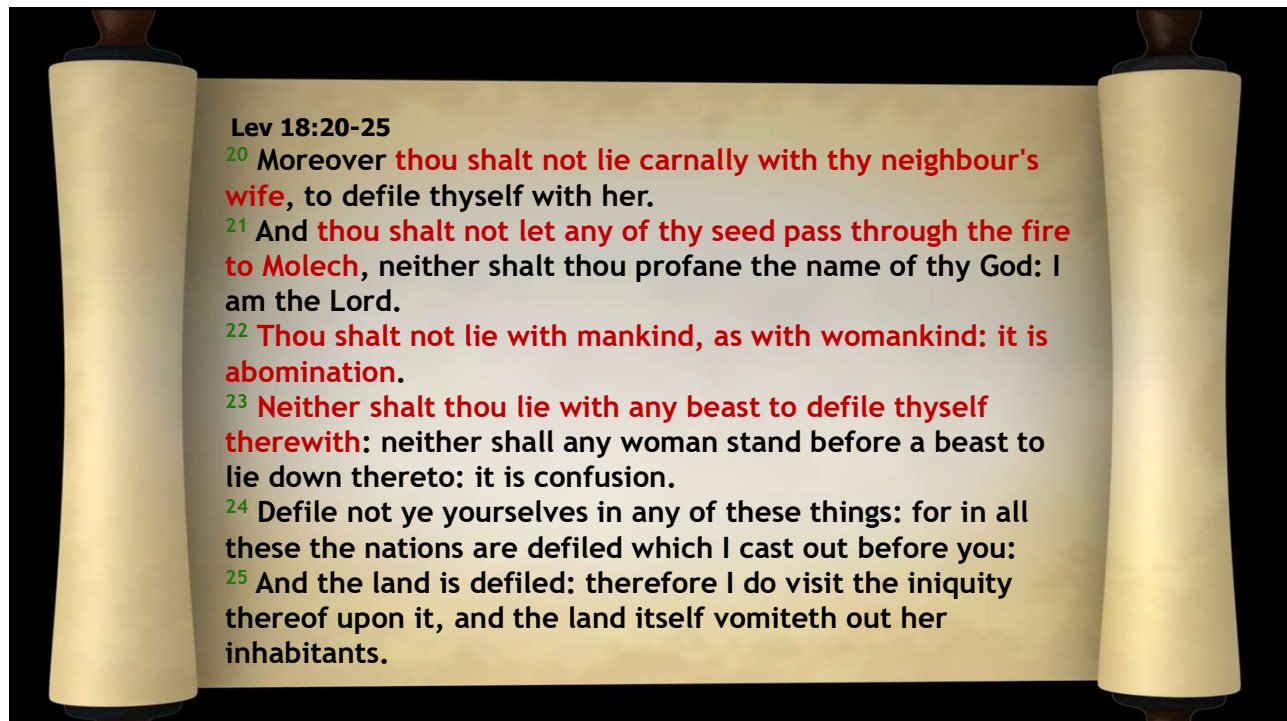 Lev 18:20-25
20 Moreover thou shalt not lie carnally with thy neighbour's
wife, to defile thyself with her.
21 And thou shalt not let any of thy seed pass through the fire
to Molech, neither shalt thou profane the name of thy God: I
am the Lord.
22 Thou shalt not lie with mankind, as with womankind: it is
abomination.
23 Neither shalt thou lie with any beast to defile thyself
therewith: neither shall any woman stand before a beast to
lie down thereto: it is confusion.
24 Defile not ye yourselves in any of these things: for in all
these the nations are defiled which I cast out before you:
25 And the land is defiled: therefore I do visit the iniquity
thereof upon it, and the land itself vomiteth out her
inhabitants.